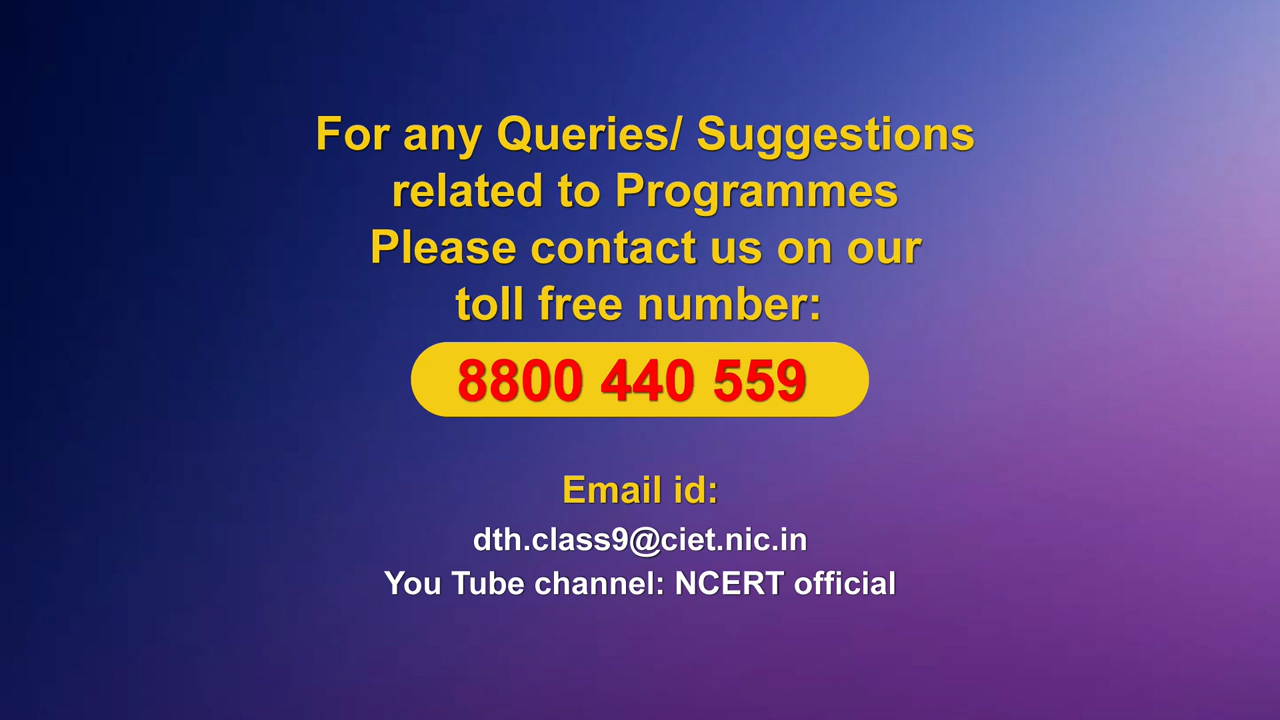 For any Queries/ Suggestions
related to Programmes
Please contact us on our
toll free number:
8800 440 559
Email id:
dth.class9@ciet.nic.in
You Tube channel: NCERT official